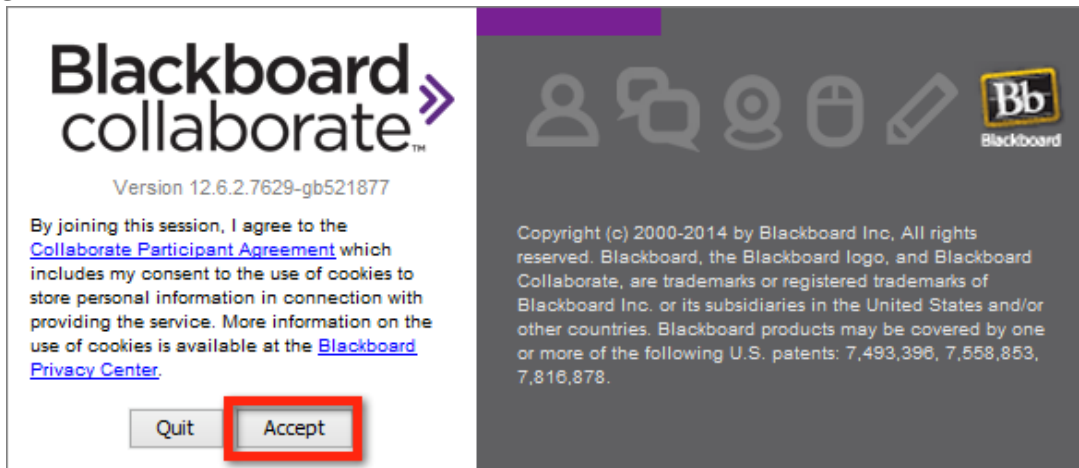 Blackboard
collaborate™
Version 12.6.2.7629-gb521877
By joining this session, I agree to the
Collaborate Participant Agreement which
includes my consent to the use of cookies to
store personal information in connection with
providing the service. More information on the
use of cookies is available at the Blackboard
Privacy Center.
Quit
Accept
Bb
Blackboard
Copyright (c) 2000-2014 by Blackboard Inc, All rights
reserved. Blackboard, the Blackboard logo, and Blackboard
Collaborate, are trademarks or registered trademarks of
Blackboard Inc. or its subsidiaries in the United States and/or
other countries. Blackboard products may be covered by one
or more of the following U.S. patents: 7,493,396, 7,558,853,
7,816,878.